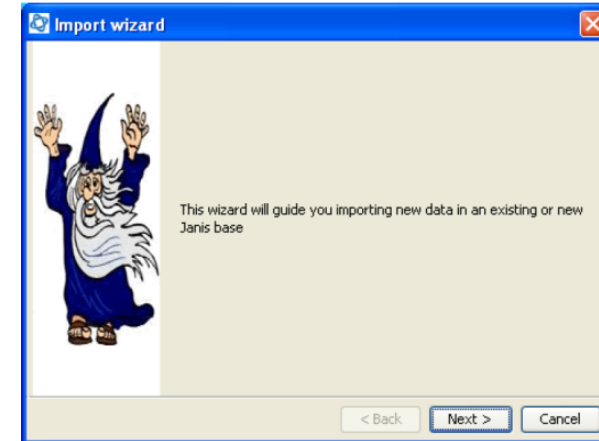 Import wizard
This wizard will guide you importing new data in an existing or new
Janis base
< Back Next > Cancel